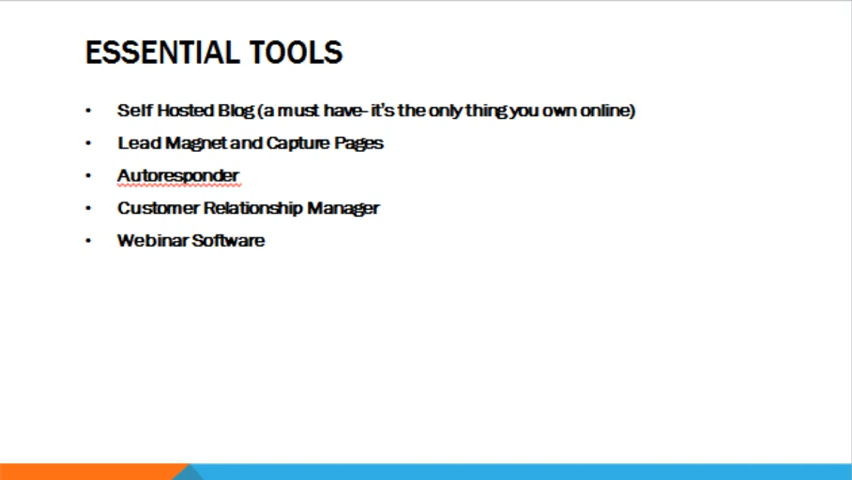 ESSENTIAL TOOLS
• Self Hosted Blog (a must have- it's the only thing you own online)
• Lead Magnet and Capture Pages
• Autoresponder
• Customer Relationship Manager
• Webinar Software